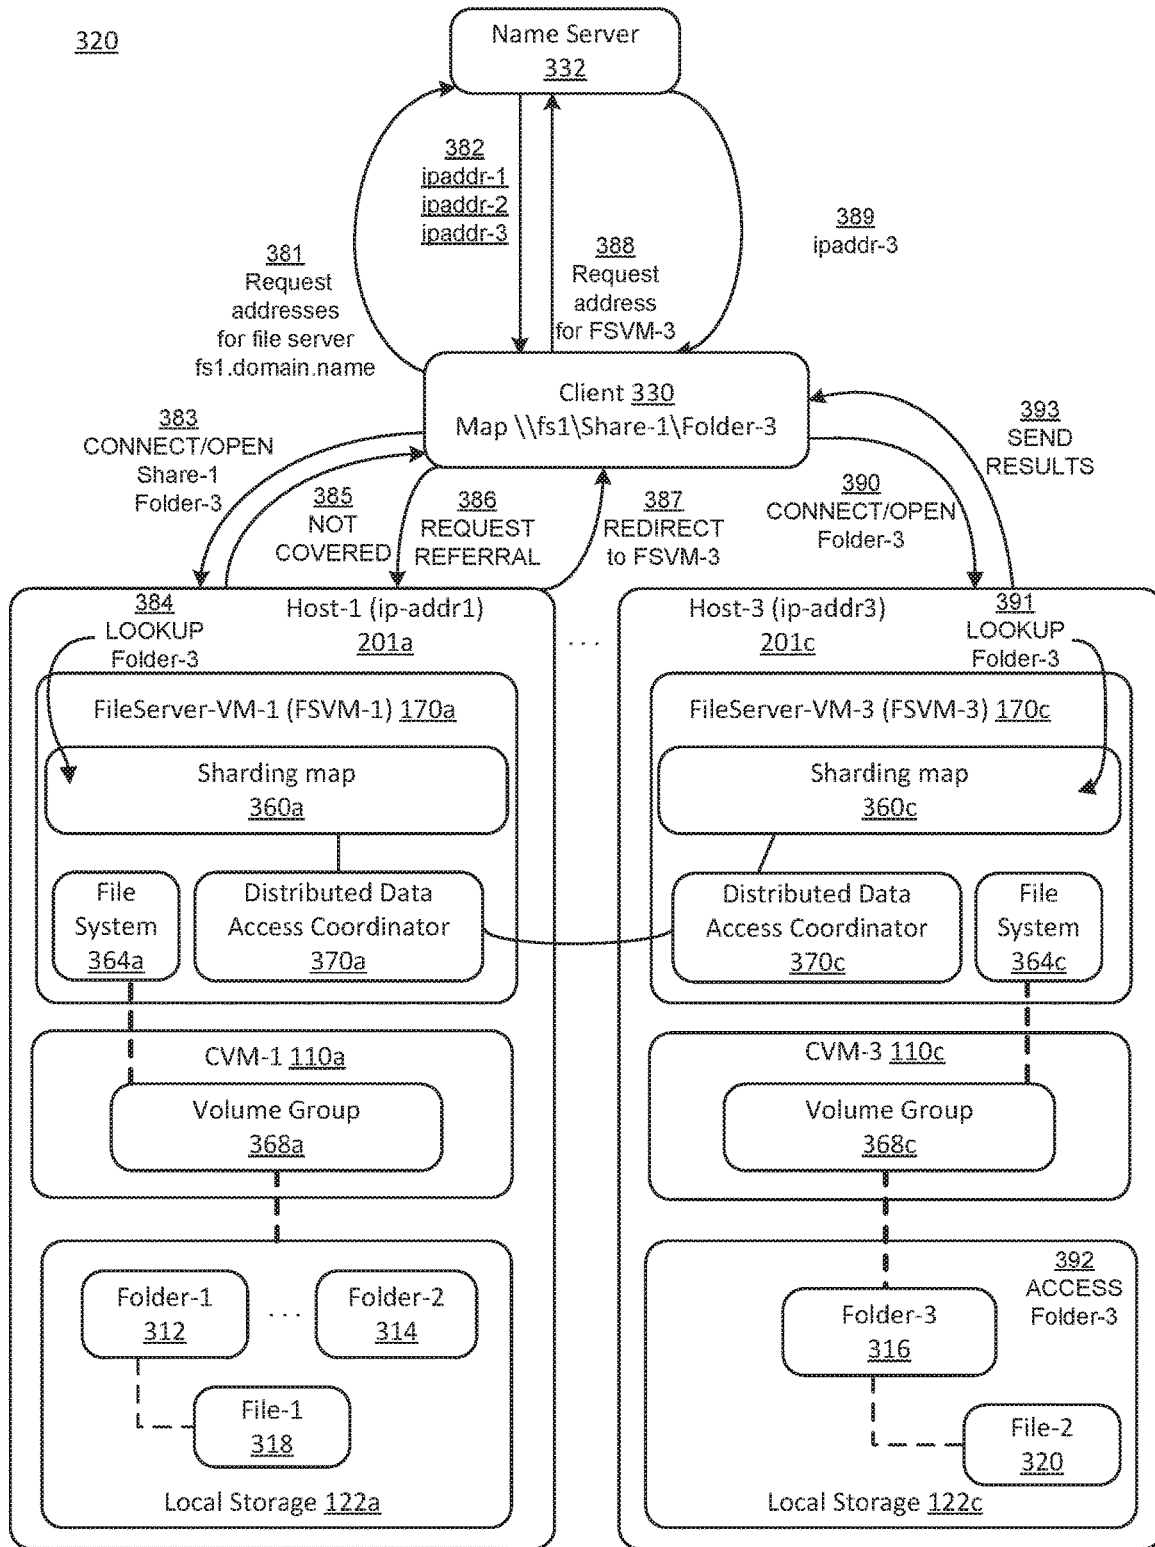 320
Name Server
332
382
ipaddr-1
ipaddr-2
ipaddr-3
389
ipaddr-3
381
Request
addresses
for file server
fs1.domain.name
388
Request
address
for FSVM-3
Client 330
Map \\fs1\Share-1\Folder-3
383
CONNECT/OPEN
Share-1
Folder-3
385
NOT
COVERED
386
REQUEST
REFERRAL
387
REDIRECT
to FSVM-3
390
CONNECT/OPEN
Folder-3
393
SEND
RESULTS
384
LOOKUP
Folder-3
Host-1 (ip-addr1)
201a
FileServer-VM-1 (FSVM-1) 170a
Sharding map
360a
File
System
364a
Distributed Data
Access Coordinator
370a
CVM-1 110a
Volume Group
368a
Folder-1
312
...
Folder-2
314
File-1
318
Local Storage 122a
...
Host-3 (ip-addr3)
201c
391
LOOKUP
Folder-3
FileServer-VM-3 (FSVM-3) 170c
Sharding map
360c
Distributed Data
Access Coordinator
370c
File
System
364c
CVM-3 110c
Volume Group
368c
392
ACCESS
Folder-3
Folder-3
316
File-2
320
Local Storage 122c